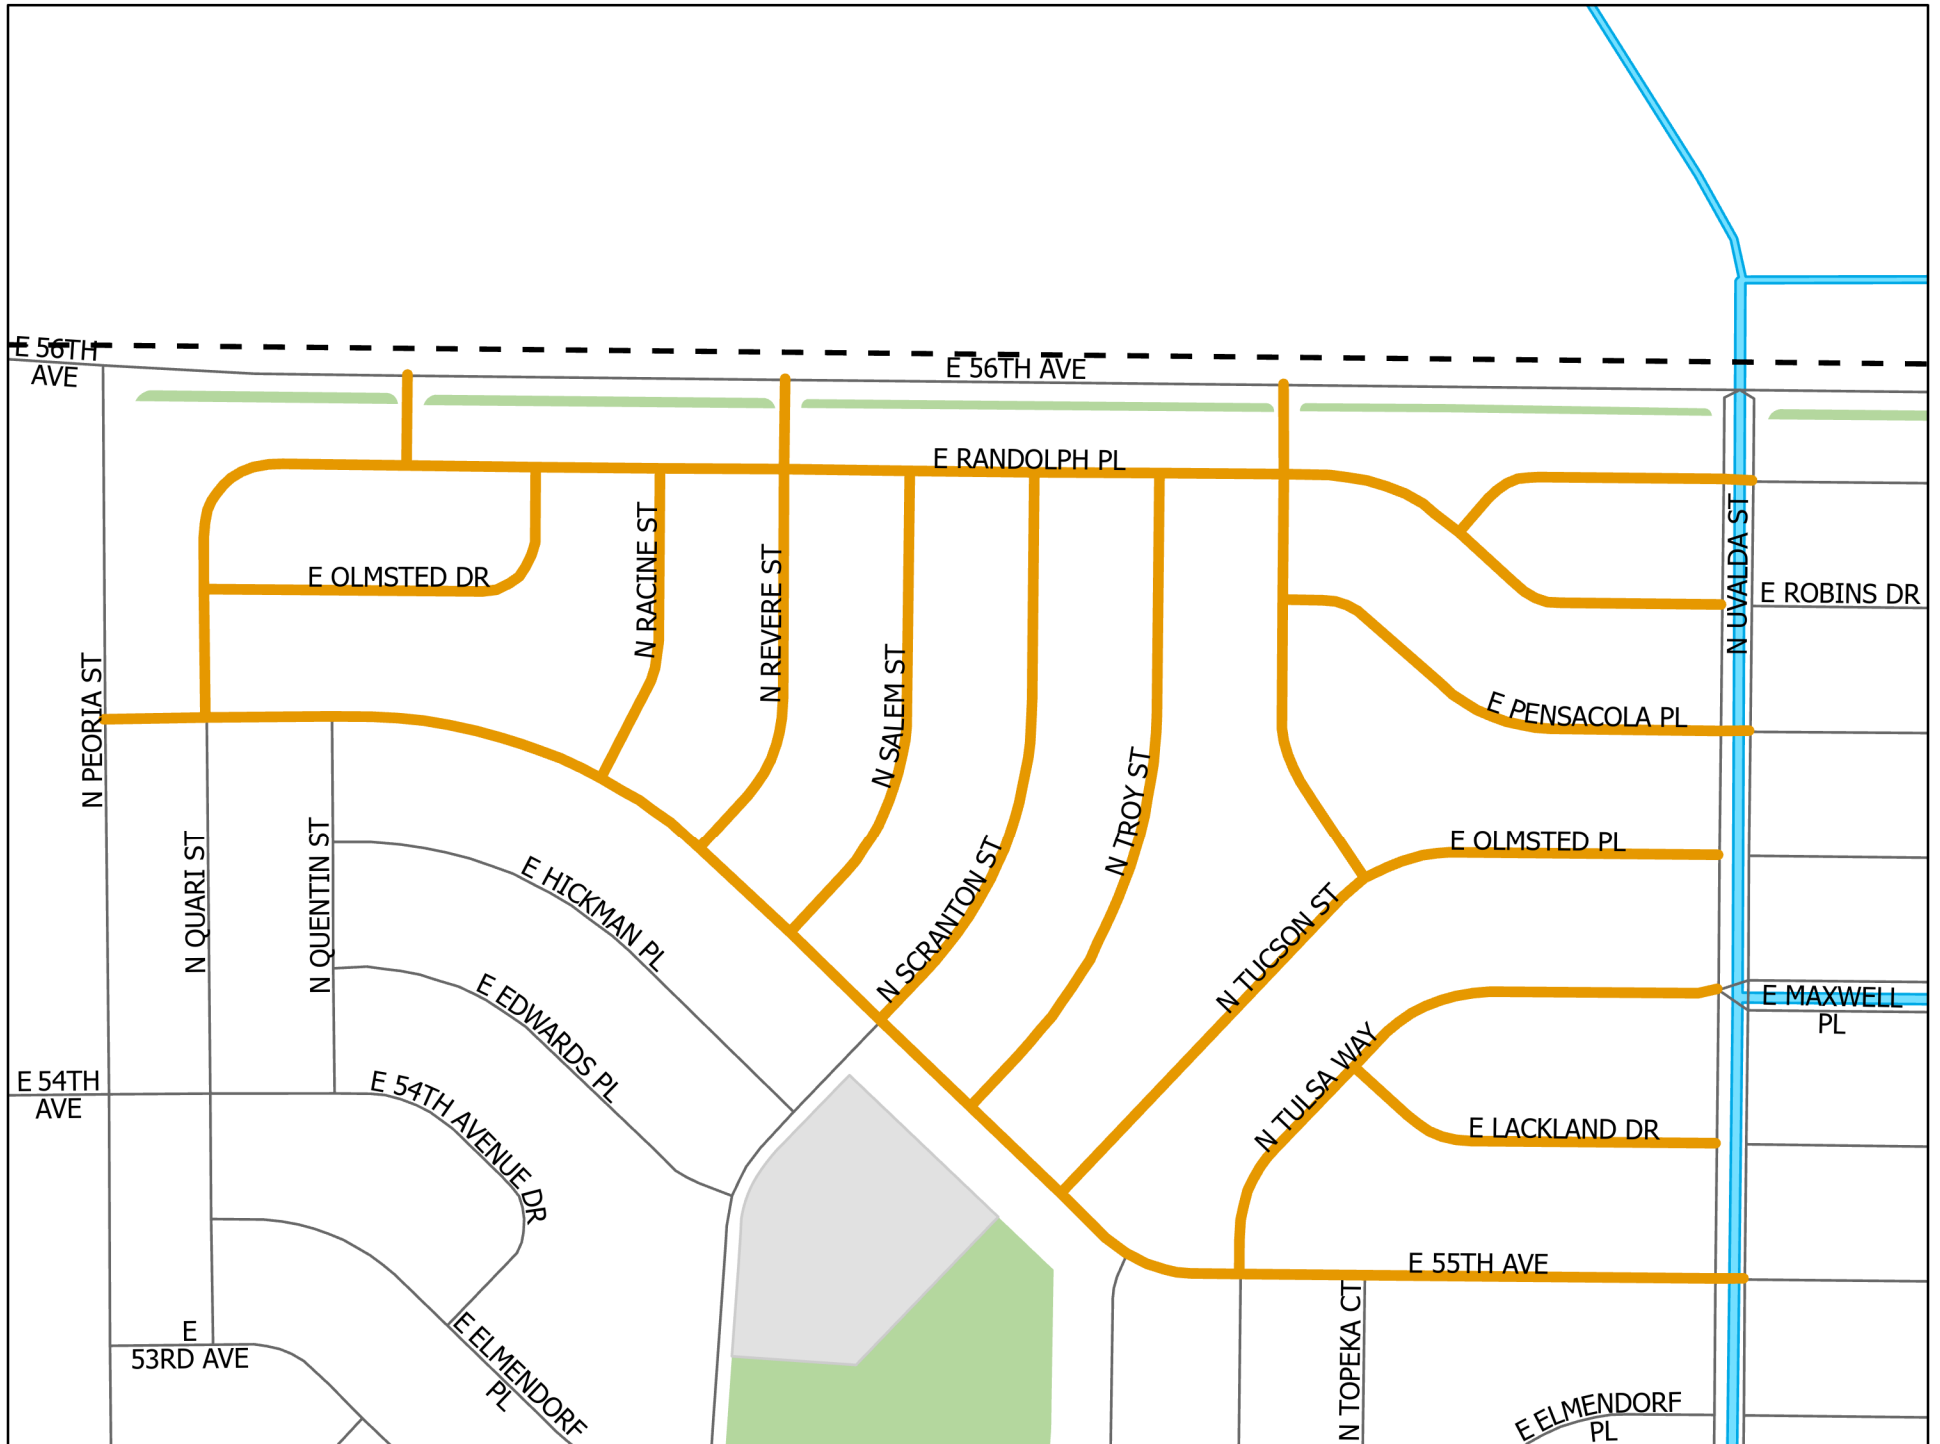 E 56TH
AVE
E 56TH AVE
E RANDOLPH PL
E OLMSTED DR
N RACINE ST
N REVERE ST
N SALEM ST
N SCRANTON ST
N TROY ST
N UVALDA ST
E ROBINS DR
E PENSACOLA PL
N PEORIA ST
N QUARI ST
N QUENTIN ST
E HICKMAN PL
E EDWARDS PL
E OLMSTED PL
N TUCSON ST
E MAXWELL
PL
N TULSA WAY
E LACKLAND DR
E 54TH
AVE
E 54TH AVENUE DR
E 55TH AVE
N TOPEKA CT
E
53RD AVE
E ELMENDORF
PL
E ELMENDORF
PL